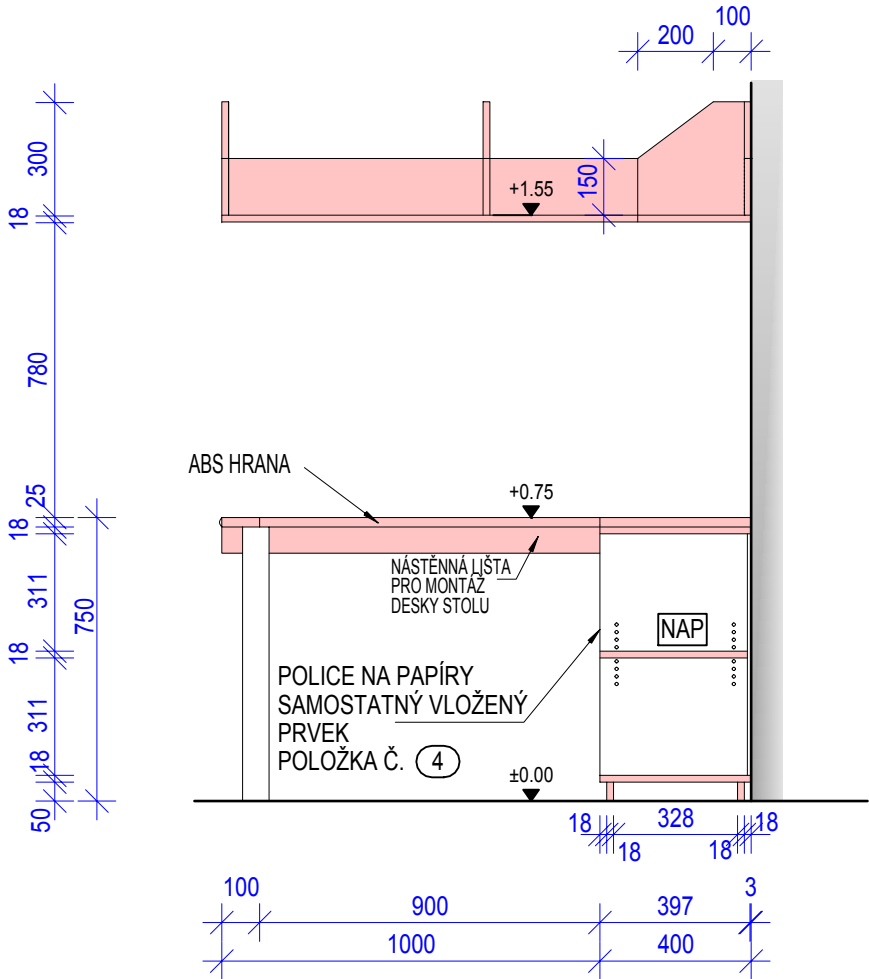 100
200
300
150
+1.55
18
780
ABS HRANA
+0.75
25
18
NÁSTĚNNÁ LIŠTA
PRO MONTÁŽ
DESKY STOLU
311
750
NAP
18
POLICE NA PAPÍRY
SAMOSTATNÝ VLOŽENÝ
PRVEK
POLOŽKA Č. 4
311
18
±0.00
50
18 328 18
18 18
100 900 397 3
1000 400